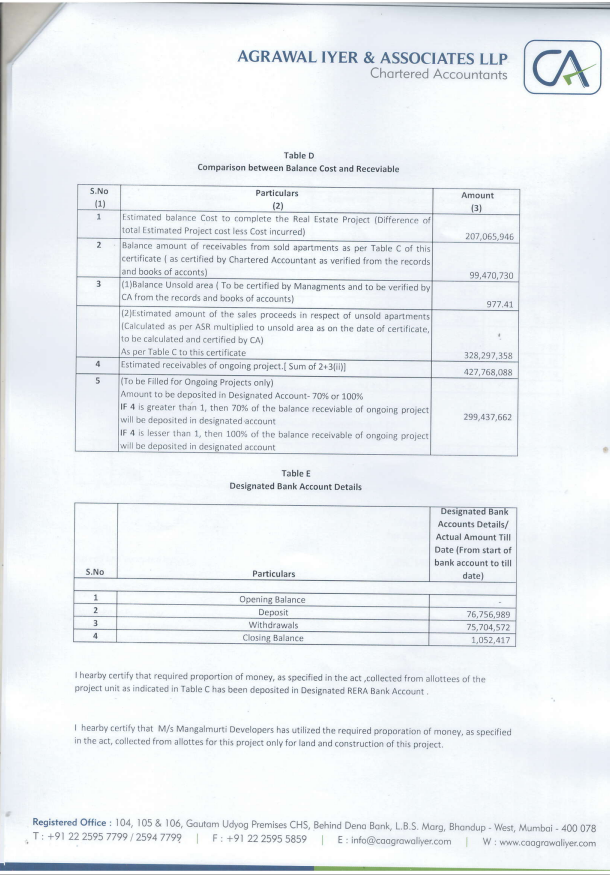 AGRAWAL IYER & ASSOCIATES LLP
Chartered Accountants
CA
Table D
Comparison between Balance Cost and Receviable
S.No
(1)
Particulars
(2)
Amount
(3)
1
Estimated balance Cost to complete the Real Estate Project (Difference of
total Estimated Project cost less Cost incurred)
207,065,946
2
Balance amount of receivables from sold apartments as per Table C of this
certificate ( as certified by Chartered Accountant as verified from the records
and books of acconts)
99,470,730
3
(1)Balance Unsold area ( To be certified by Managments and to be verified by
CA from the records and books of accounts)
977.41
(2)Estimated amount of the sales proceeds in respect of unsold apartments
(Calculated as per ASR multiplied to unsold area as on the date of certificate,
to be calculated and certified by CA)
As per Table C to this certificate
328,297,358
4
Estimated receivables of ongoing project.[ Sum of 2+3(ii)]
427,768,088
5
(To be Filled for Ongoing Projects only)
Amount to be deposited in Designated Account- 70% or 100%
IF 4 is greater than 1, then 70% of the balance receviable of ongoing project
will be deposited in designated account
IF 4 is lesser than 1, then 100% of the balance receivable of ongoing project
will be deposited in designated account
299,437,662
Table E
Designated Bank Account Details
S.No
Particulars
Designated Bank
Accounts Details/
Actual Amount Till
Date (From start of
bank account to till
date)
1
Opening Balance
-
2
Deposit
76,756,989
3
Withdrawals
75,704,572
4
Closing Balance
1,052,417
I hearby certify that required proportion of money, as specified in the act ,collected from allottees of the
project unit as indicated in Table C has been deposited in Designated RERA Bank Account .
I hearby certify that M/s Mangalmurti Developers has utilized the required proporation of money, as specified
in the act, collected from allottes for this project only for land and construction of this project.
Registered Office : 104, 105 & 106, Gautam Udyog Premises CHS, Behind Dena Bank, L.B.S. Marg, Bhandup - West, Mumbai - 400 078
T : +91 22 2595 7799 / 2594 7799 | F : +91 22 2595 5859 | E : info@caagrawaliyer.com | W : www.caagrawaliyer.com